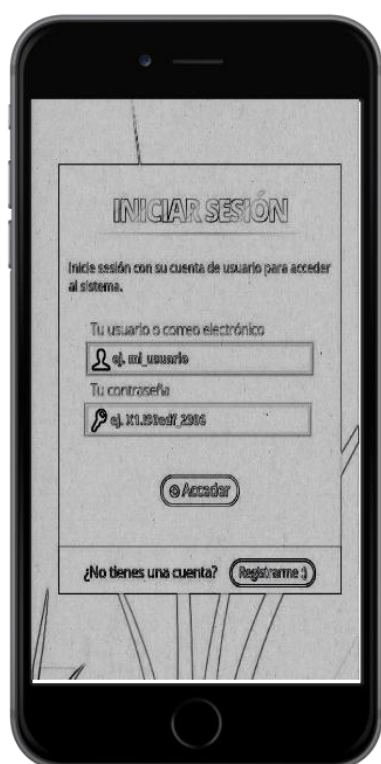 INICIAR SESIÓN
Inicie sesión con su cuenta de usuario para acceder
al sistema.
Tu usuario o correo electrónico
ej. mi_usuario
Tu contraseña
Acceder
¿No tienes una cuenta? Registrarme :)